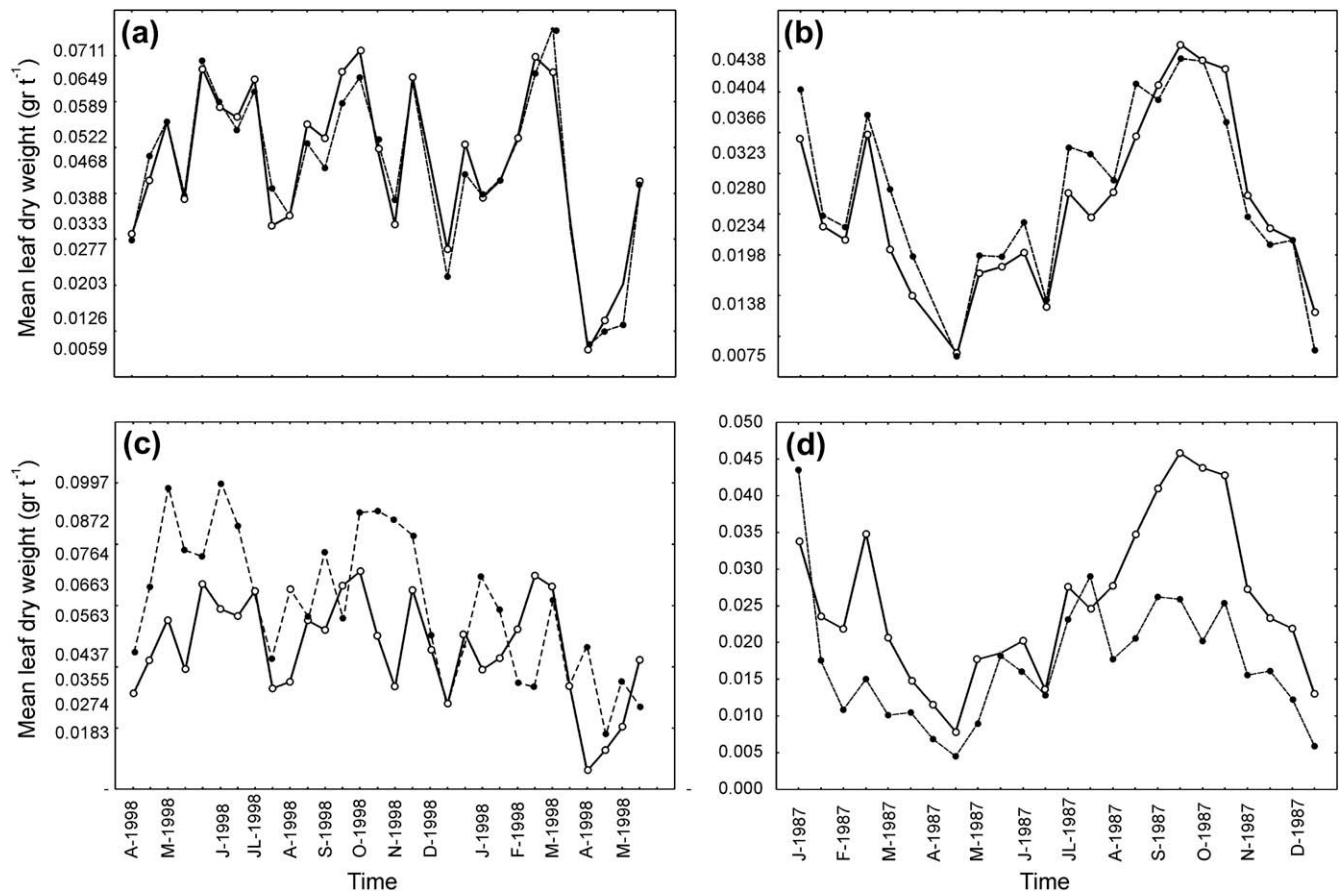 (a)
Mean leaf dry weight (gr t-1)
0.0711
0.0649
0.0589
0.0522
0.0468
0.0388
0.0333
0.0277
0.0203
0.0126
0.0059
(b)
0.0438
0.0404
0.0366
0.0323
0.0280
0.0234
0.0198
0.0138
0.0075
(c)
Mean leaf dry weight (gr t-1)
0.0997
0.0872
0.0764
0.0663
0.0563
0.0437
0.0355
0.0274
0.0183
-
A-1998
M-1998
J-1998
JL-1998
A-1998
S-1998
O-1998
N-1998
D-1998
J-1998
F-1998
M-1998
A-1998
M-1998
Time
(d)
0.050
0.045
0.040
0.035
0.030
0.025
0.020
0.015
0.010
0.005
0.000
-
J-1987
F-1987
M-1987
A-1987
M-1987
J-1987
JL-1987
A-1987
S-1987
O-1987
N-1987
D-1987
Time